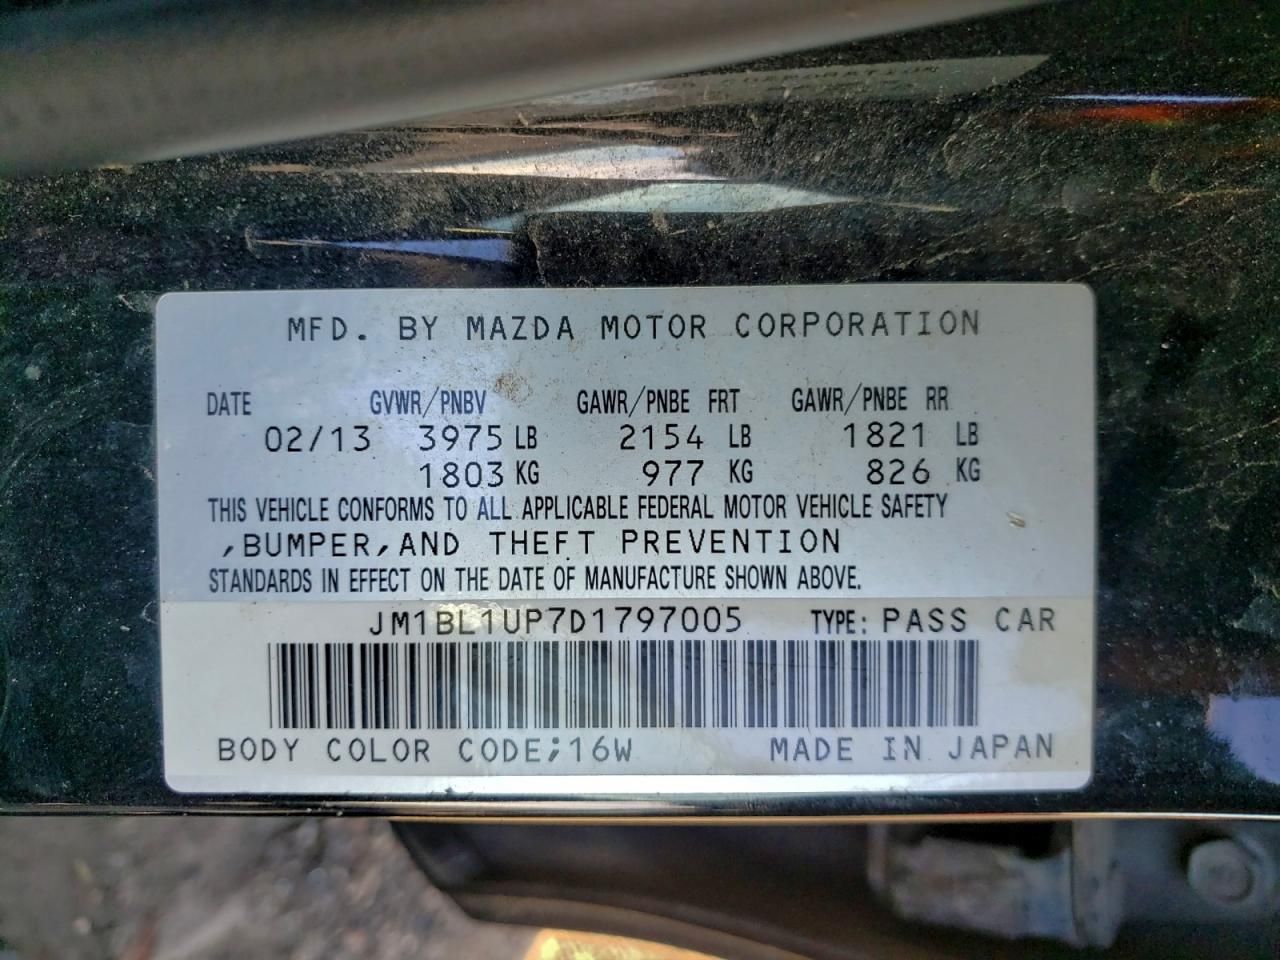 MFD. BY MAZDA MOTOR CORPORATION
DATE GVWR/PNBV GAWR/PNBE FRT GAWR/PNBE RR
02/13 3975 LB 2154 LB 1821 LB
1803 KG 977 KG 826 KG
THIS VEHICLE CONFORMS TO ALL APPLICABLE FEDERAL MOTOR VEHICLE SAFETY
,BUMPER,AND THEFT PREVENTION
STANDARDS IN EFFECT ON THE DATE OF MANUFACTURE SHOWN ABOVE.
JM1BL1UP7D1797005 TYPE: PASS CAR
BODY COLOR CODE;16W MADE IN JAPAN